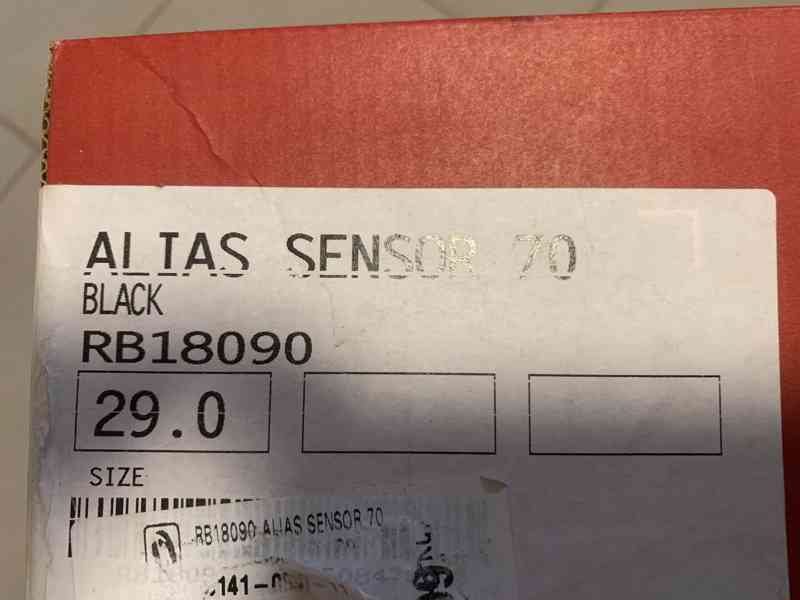 ALIAS SENSOR 70
BLACK
RB18090
29.0
SIZE
RB18090 ALIAS SENSOR 70